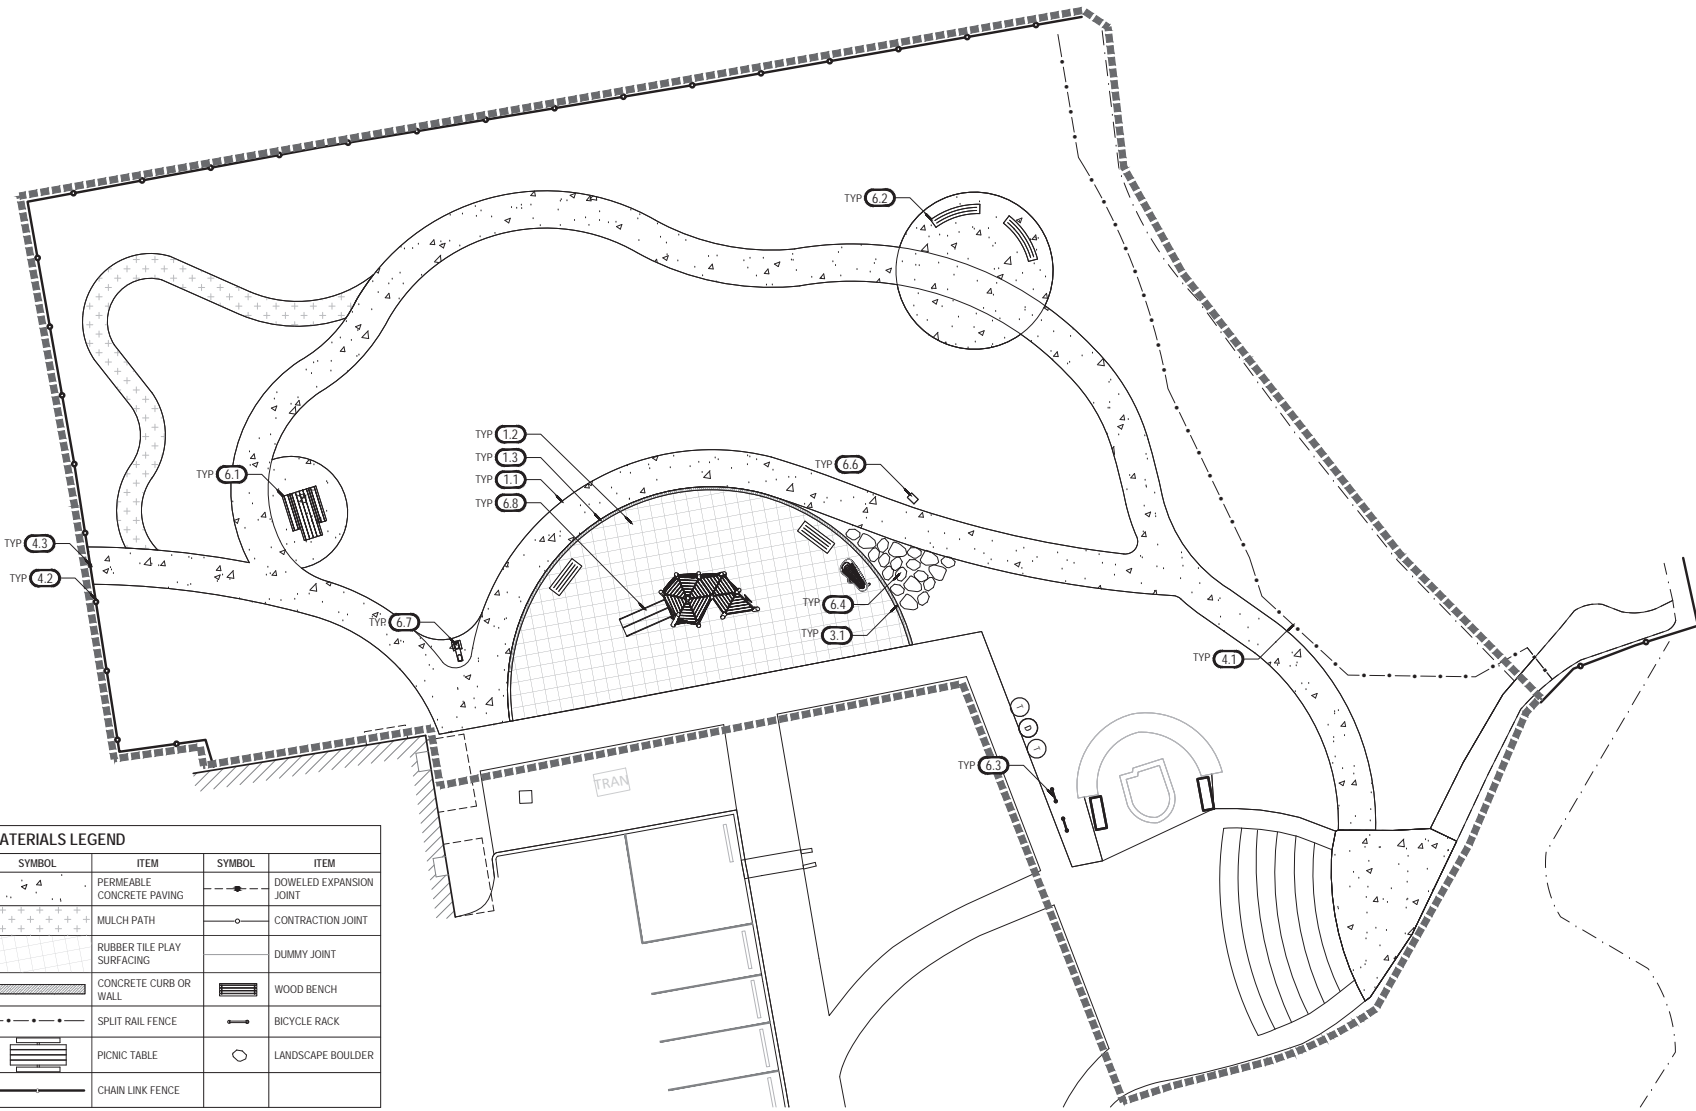 TYP 6.2
TYP 1.2
TYP 1.3
TYP 1.1
TYP 6.8
TYP 6.6
TYP 6.1
TYP 4.3
TYP 4.2
TYP 6.7
TYP 6.4
TYP 3.1
TYP 4.1
TYP 6.3
T
D
T
TRAN
ATERIALS LEGEND
SYMBOL ITEM SYMBOL ITEM
PERMEABLE
CONCRETE PAVING
DOWELED EXPANSION
JOINT
MULCH PATH
CONTRACTION JOINT
RUBBER TILE PLAY
SURFACING
DUMMY JOINT
CONCRETE CURB OR
WALL
WOOD BENCH
SPLIT RAIL FENCE
BICYCLE RACK
PICNIC TABLE
LANDSCAPE BOULDER
CHAIN LINK FENCE